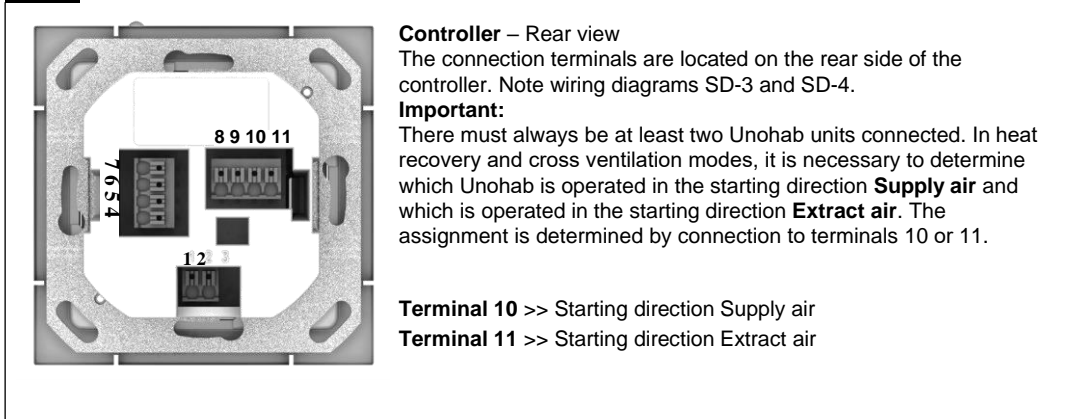 Controller – Rear view
The connection terminals are located on the rear side of the
controller. Note wiring diagrams SD-3 and SD-4.
Important:
There must always be at least two Unohab units connected. In heat
recovery and cross ventilation modes, it is necessary to determine
which Unohab is operated in the starting direction Supply air and
which is operated in the starting direction Extract air. The
assignment is determined by connection to terminals 10 or 11.
Terminal 10 >> Starting direction Supply air
Terminal 11 >> Starting direction Extract air
8 9 10 11
7 6 5 4
1 2